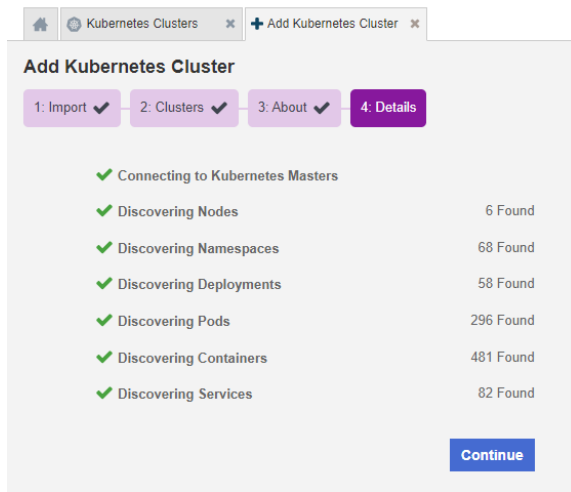 Kubernetes Clusters Add Kubernetes Cluster
Add Kubernetes Cluster
1: Import 2: Clusters 3: About 4: Details
Connecting to Kubernetes Masters
Discovering Nodes 6 Found
Discovering Namespaces 68 Found
Discovering Deployments 58 Found
Discovering Pods 296 Found
Discovering Containers 481 Found
Discovering Services 82 Found
Continue